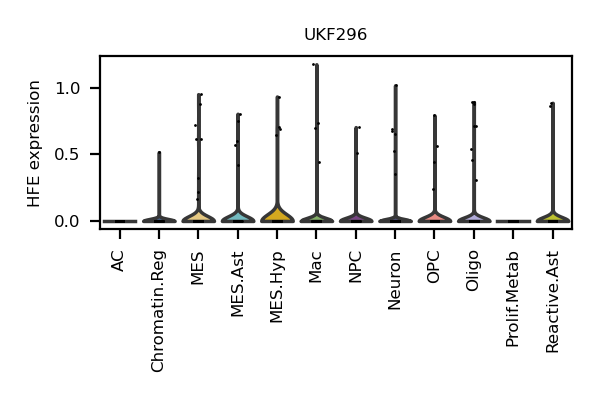 UKF296
HFE expression
1.0
0.5
0.0
AC
Chromatin.Reg
MES
MES.Ast
MES.Hyp
Mac
NPC
Neuron
OPC
Oligo
Prolif.Metab
Reactive.Ast